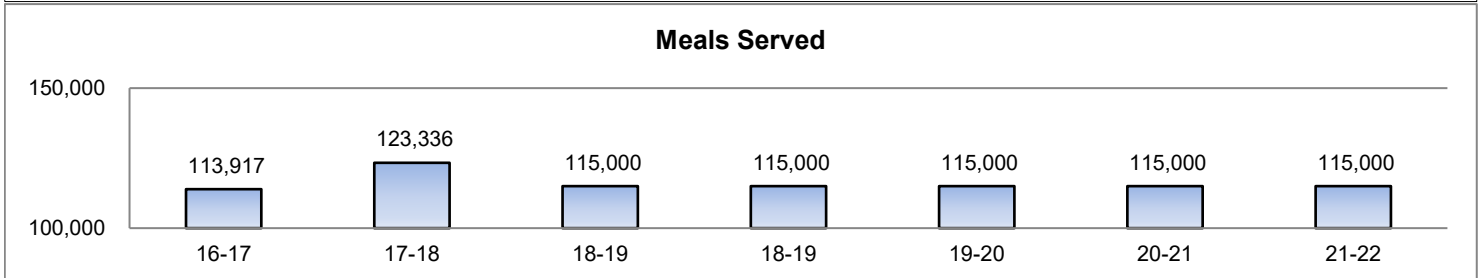 Meals Served
150,000
123,336
113,917 115,000 115,000 115,000 115,000 115,000
100,000
16-17 17-18 18-19 18-19 19-20 20-21 21-22